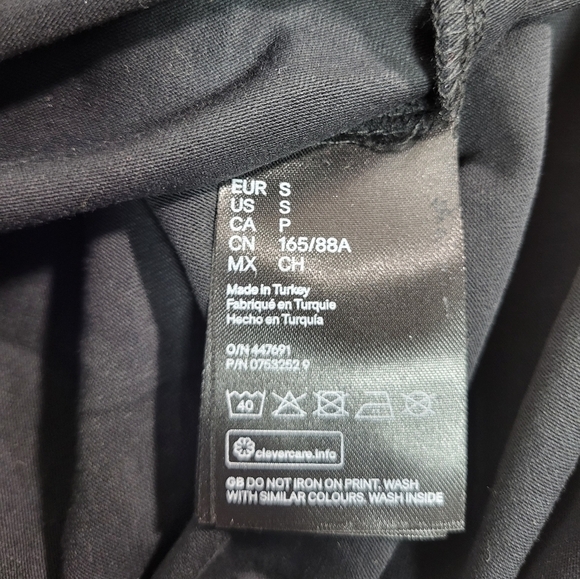 EUR S
US S
CA P
CN 165/88A
MX CH
Made in Turkey
Fabriqué en Turquie
Hecho en Turquía
O/N 447691
P/N 0753252 9
40
clevercare.info
GB DO NOT IRON ON PRINT. WASH
WITH SIMILAR COLOURS. WASH INSIDE